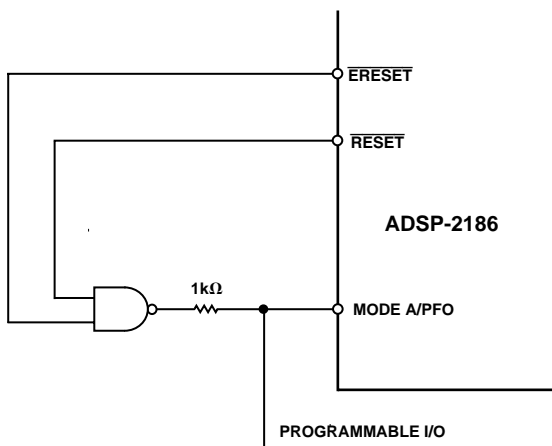 ERESET
RESET
ADSP-2186
1kΩ
MODE A/PFO
PROGRAMMABLE I/O